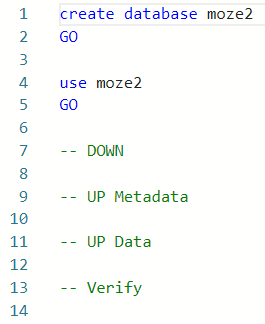 1 create database moze2
2 GO
3
4 use moze2
5 GO
6
7 -- DOWN
8
9 -- UP Metadata
10
11 -- UP Data
12
13 -- Verify
14